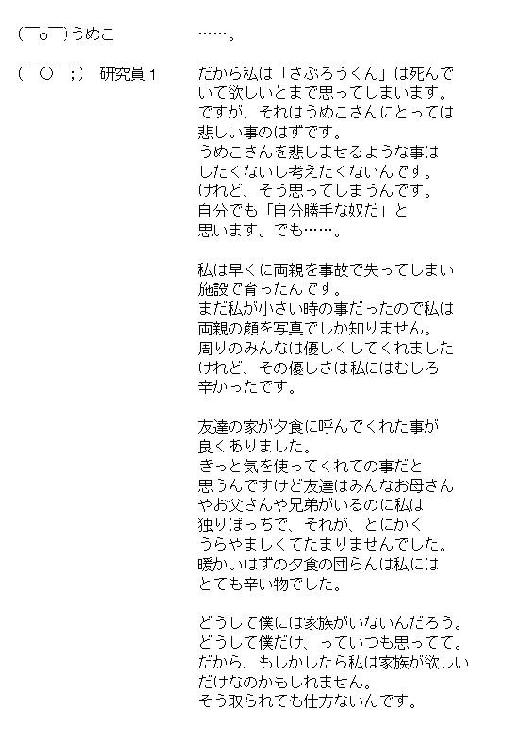 (￣o￣)うめこ ……。
(￣○￣;) 研究員１ だから私は「さぶろうくん」は死んで
いて欲しいとまで思ってしまいます。
ですが、それはうめこさんにとっては
悲しい事のはずです。
うめこさんを悲しませるような事は
したくないし考えたくないんです。
けれど、そう思ってしまうんです。
自分でも「自分勝手な奴だ」と
思います、でも……。
私は早くに両親を事故で失ってしまい
施設で育ったんです。
まだ私が小さい時の事だったので私は
両親の顔を写真でしか知りません。
周りのみんなは優しくしてくれました
けれど、その優しさは私にはむしろ
辛かったです。
友達の家が夕食に呼んでくれた事が
良くありました。
きっと気を使ってくれての事だと
思うんですけど友達はみんなお母さん
やお父さんや兄弟がいるのに私は
独りぼっちで、それが、とにかく
うらやましくてたまりませんでした。
暖かいはずの夕食の団らんは私には
とても辛い物でした。
どうして僕には家族がいないんだろう。
どうして僕だけ、っていつも思ってて。
だから、もしかしたら私は家族が欲しい
だけなのかもしれません。
そう取られても仕方ないんです。